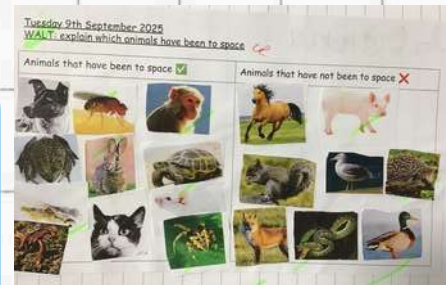 Tuesday 9th September 2025
WALT: explain which animals have been to space
Animals that have been to space ✅
Animals that have not been to space ❌